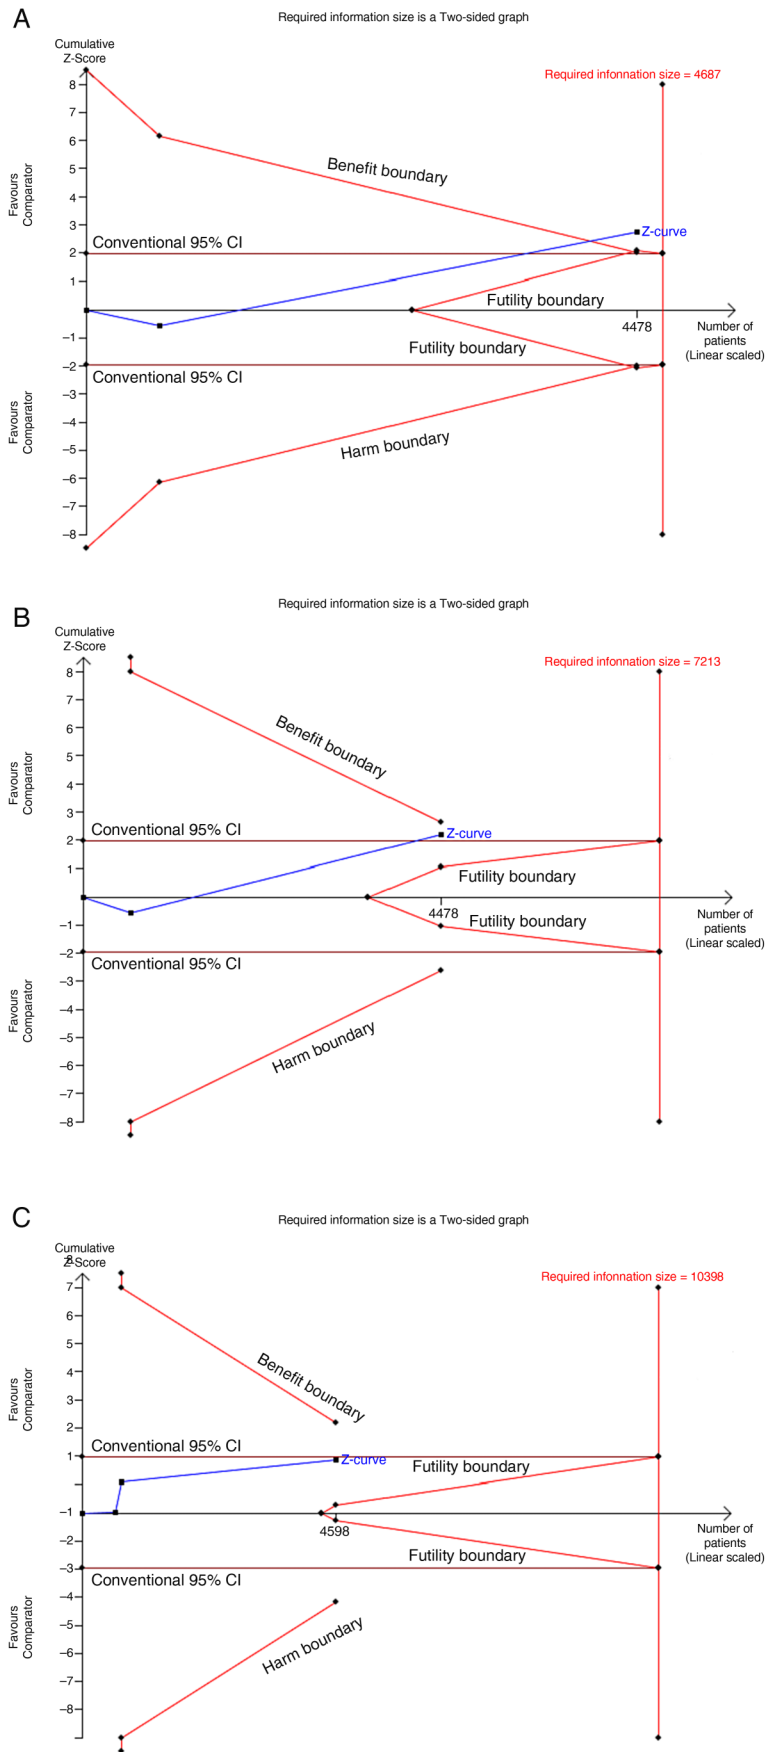 A
Required information size is a Two-sided graph
Cumulative
Z-Score
Required infonnation size = 4687
8
7
6
5
4
3
2
1
–1
–2
–3
–4
–5
–6
–7
–8
Favours
Comparator
Benefit boundary
Z-curve
Conventional 95% CI
Futility boundary
4478
Number of
patients
(Linear scaled)
Futility boundary
Conventional 95% CI
Favours
Comparator
Harm boundary
B
Required information size is a Two-sided graph
Cumulative
Z-Score
Required infonnation size = 7213
8
7
6
5
4
3
2
1
–1
–2
–3
–4
–5
–6
–7
–8
Favours
Comparator
Benefit boundary
Conventional 95% CI
Z-curve
Futility boundary
4478
Futility boundary
Number of
patients
(Linear scaled)
Conventional 95% CI
Favours
Comparator
Harm boundary
C
Required information size is a Two-sided graph
Cumulative
Z-Score
Required infonnation size = 10398
8
7
6
5
4
3
2
1
–1
–2
–3
–4
–5
–6
–7
–8
Favours
Comparator
Benefit boundary
Conventional 95% CI
Z-curve
Futility boundary
4598
Number of
patients
(Linear scaled)
Futility boundary
Conventional 95% CI
Favours
Comparator
Harm boundary